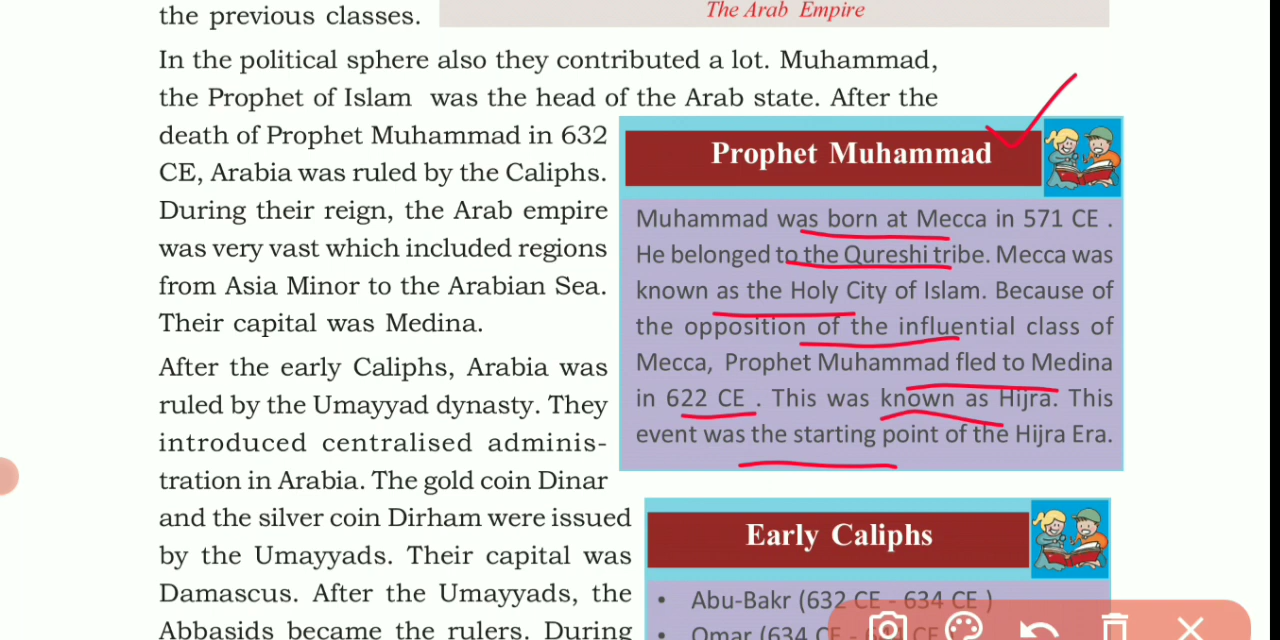 the previous classes.
The Arab Empire
In the political sphere also they contributed a lot. Muhammad,
the Prophet of Islam was the head of the Arab state. After the
death of Prophet Muhammad in 632
CE, Arabia was ruled by the Caliphs.
During their reign, the Arab empire
was very vast which included regions
from Asia Minor to the Arabian Sea.
Their capital was Medina.
After the early Caliphs, Arabia was
ruled by the Umayyad dynasty. They
introduced centralised adminis-
tration in Arabia. The gold coin Dinar
and the silver coin Dirham were issued
by the Umayyads. Their capital was
Damascus. After the Umayyads, the
Abbasids became the rulers. During
Prophet Muhammad
Muhammad was born at Mecca in 571 CE .
He belonged to the Qureshi tribe. Mecca was
known as the Holy City of Islam. Because of
the opposition of the influential class of
Mecca, Prophet Muhammad fled to Medina
in 622 CE . This was known as Hijra. This
event was the starting point of the Hijra Era.
Early Caliphs
• Abu-Bakr (632 CE - 634 CE )
• Omar (634 CE -